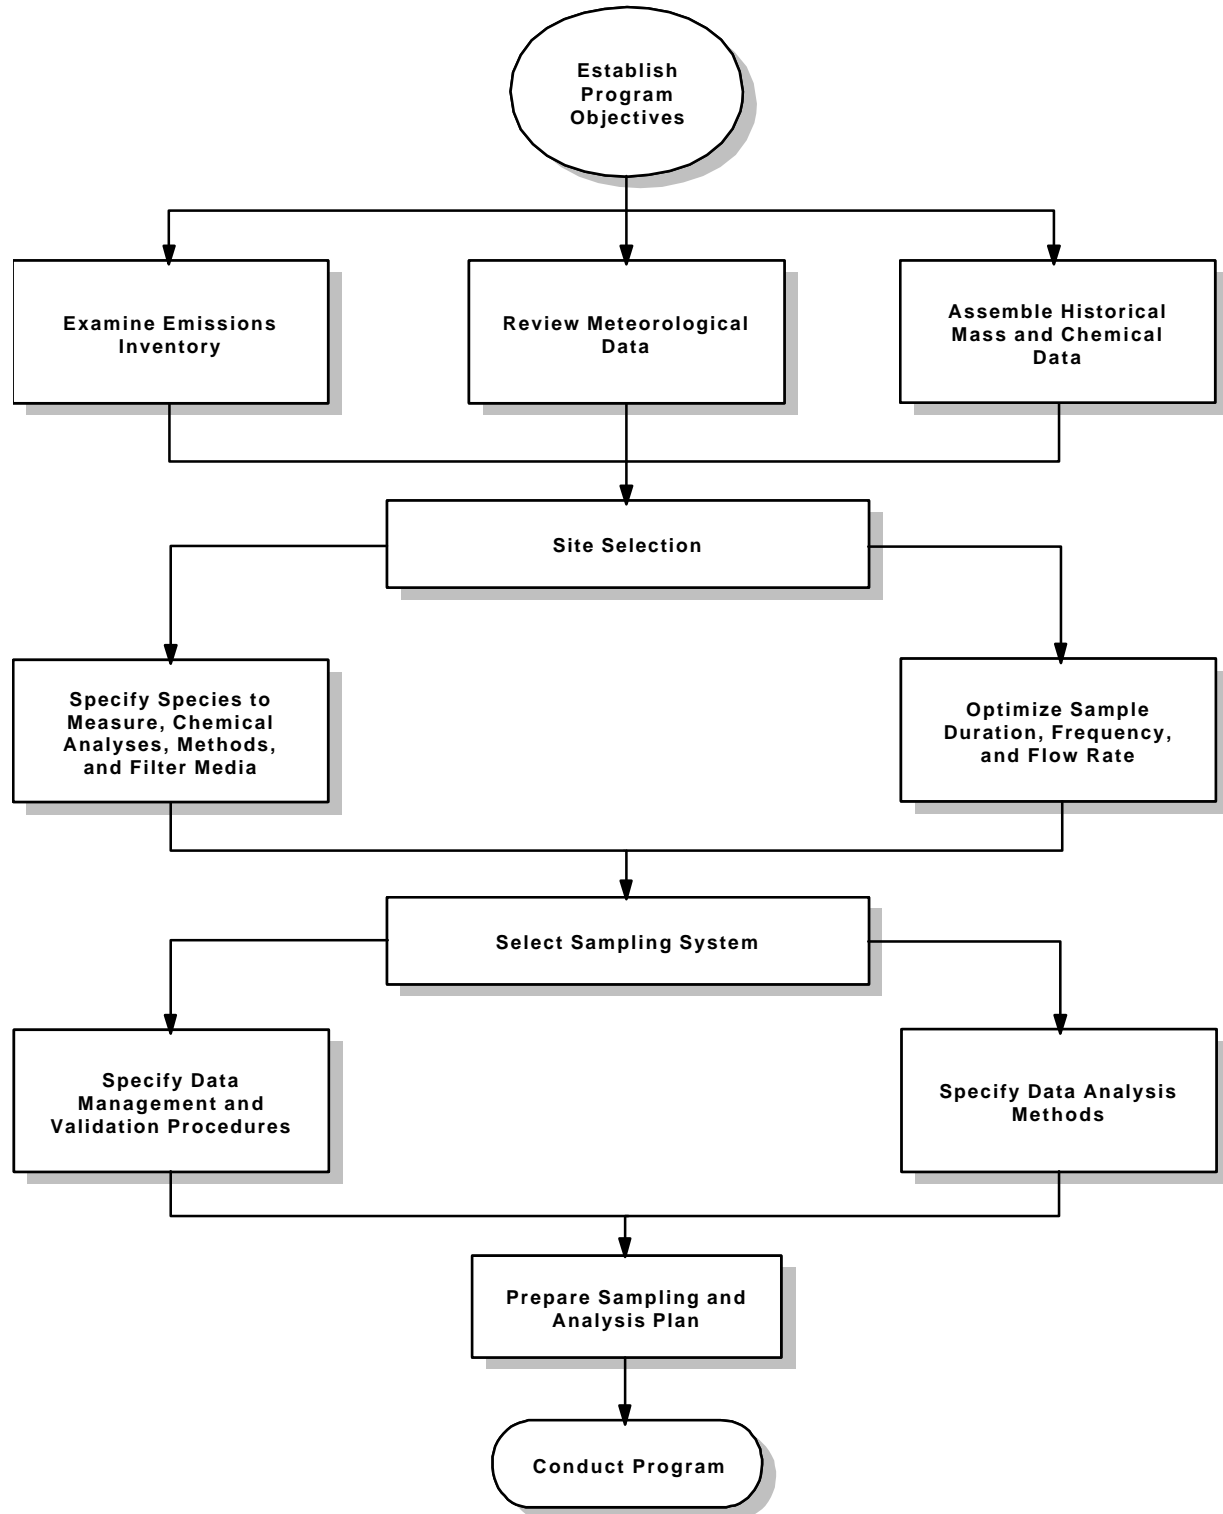 Establish
Program
Objectives
Examine Emissions
Inventory
Review Meteorological
Data
Assemble Historical
Mass and Chemical
Data
Site Selection
Specify Species to
Measure, Chemical
Analyses, Methods,
and Filter Media
Optimize Sample
Duration, Frequency,
and Flow Rate
Select Sampling System
Specify Data
Management and
Validation Procedures
Specify Data Analysis
Methods
Prepare Sampling and
Analysis Plan
Conduct Program